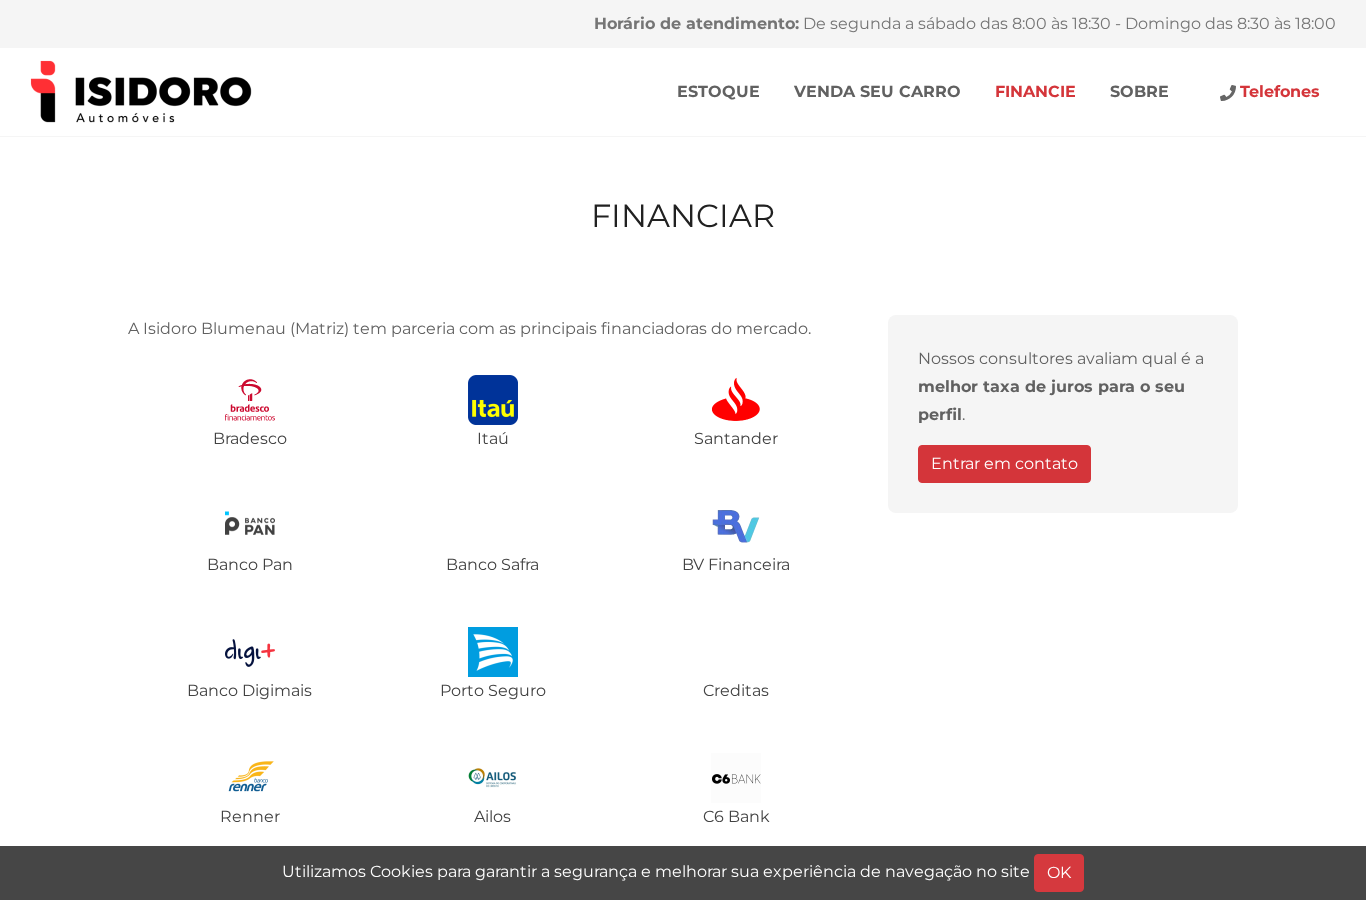 Horário de atendimento: De segunda a sábado das 8:00 às 18:30 - Domingo das 8:30 às 18:00
ISIDORO
Automóveis
ESTOQUE
VENDA SEU CARRO
FINANCIE
SOBRE
Telefones
FINANCIAR
A Isidoro Blumenau (Matriz) tem parceria com as principais financiadoras do mercado.
bradesco
financiamentos
Bradesco
Itaú
Itaú
Santander
BANCO
PAN
Banco Pan
Banco Safra
BV
BV Financeira
digi+
Banco Digimais
Porto Seguro
Creditas
banco
renner
Renner
AILOS
Ailos
C6 BANK
C6 Bank
Nossos consultores avaliam qual é a
melhor taxa de juros para o seu
perfil.
Entrar em contato
Utilizamos Cookies para garantir a segurança e melhorar sua experiência de navegação no site
OK